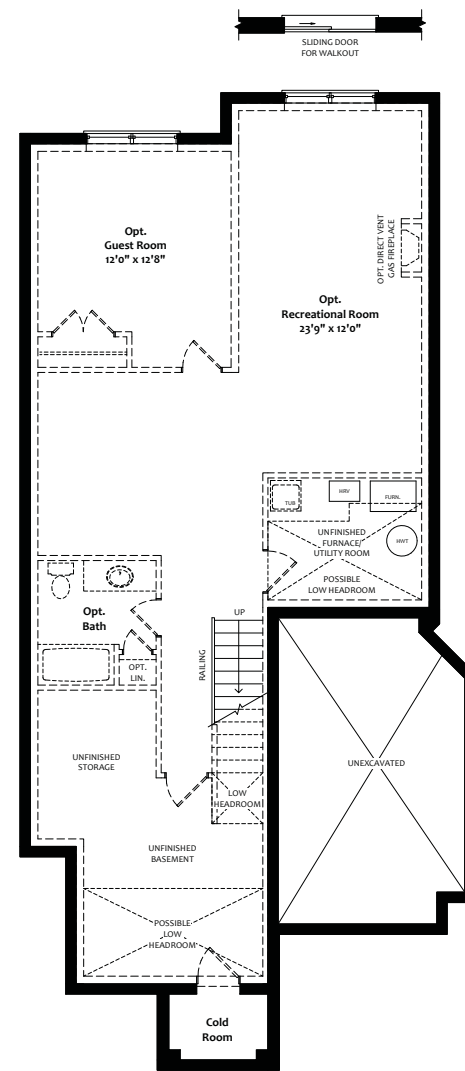 SLIDING DOOR
FOR WALKOUT
Opt.
Guest Room
12'0" x 12'8"
OPT. DIRECT VENT
GAS FIREPLACE
Opt.
Recreational Room
23'9" x 12'0"
TUB
HRV
FURN.
HWT
UNFINISHED
FURNACE/
UTILITY ROOM
POSSIBLE
LOW HEADROOM
Opt.
Bath
UP
RAILING
OPT.
LIN.
UNFINISHED
STORAGE
UNEXCAVATED
LOW
HEADROOM
UNFINISHED
BASEMENT
POSSIBLE
LOW
HEADROOM
Cold
Room